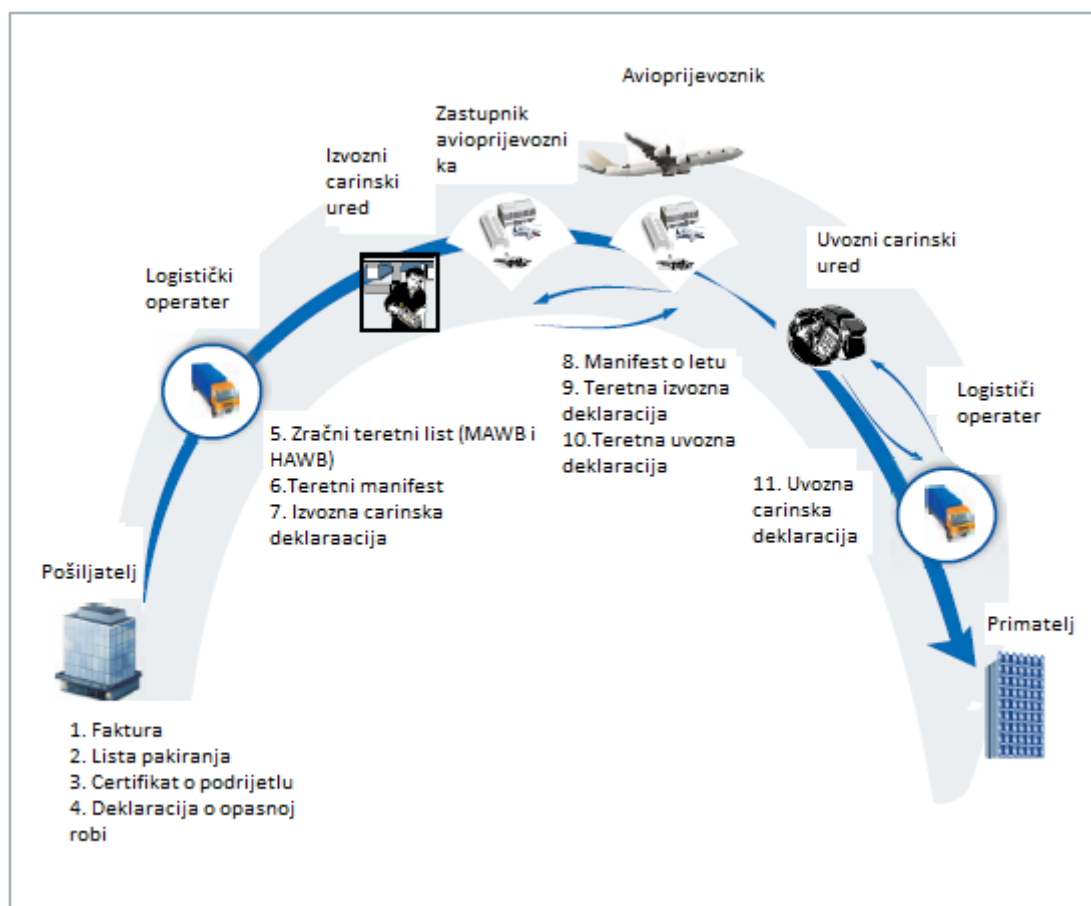 Avioprijevoznik
Zastupnik
avioprijevozni
ka
Izvozni
carinski
ured
Uvozni carinski
ured
Logistički
operater
8. Manifest o letu
9. Teretna izvozna
deklaracija
10.Teretna uvozna
deklaracija
Logističi
operater
5. Zračni teretni list (MAWB i
HAWB)
6.Teretni manifest
7. Izvozna carinska
deklaraacija
11. Uvozna
carinska
deklaracija
Pošiljatelj
Primatelj
1. Faktura
2. Lista pakiranja
3. Certifikat o podrijetlu
4. Deklaracija o opasnoj
robi